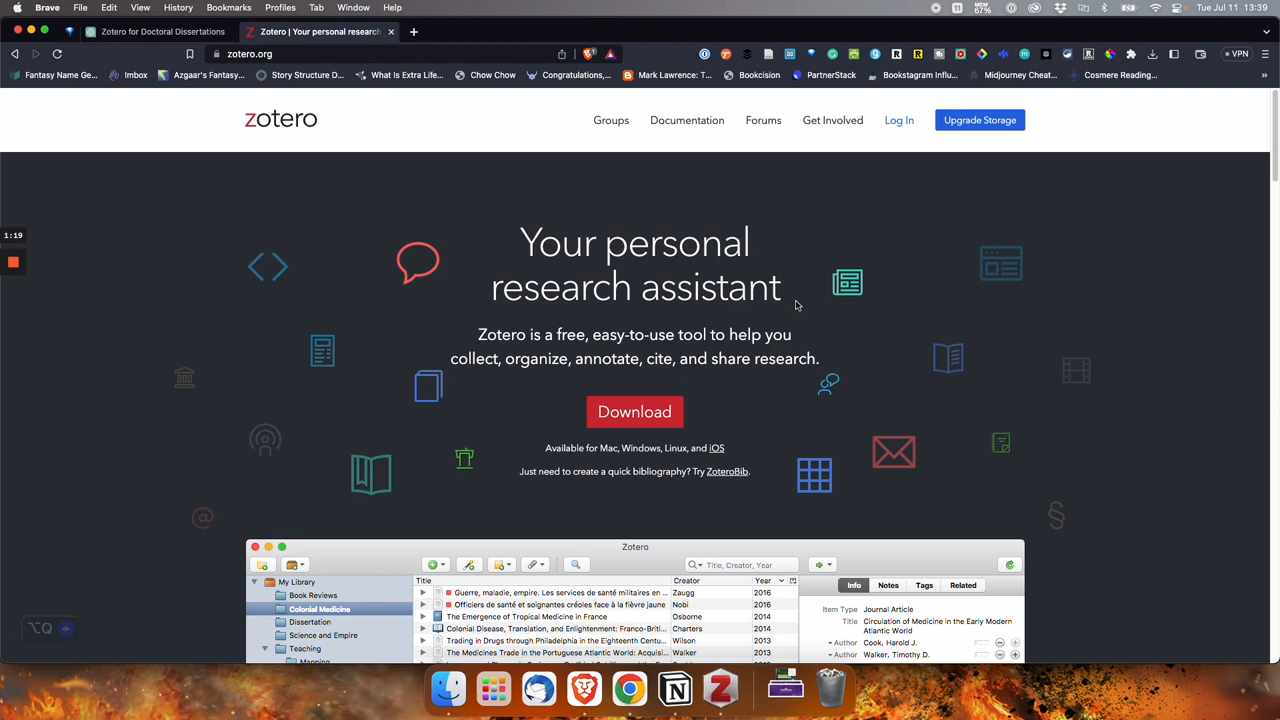 Brave File Edit View History Bookmarks Profiles Tab Window Help
11 MEM 67% Tue Jul 11 13:39
Zotero for Doctoral Dissertations
Zotero | Your personal research
zotero.org
1
VPN
Fantasy Name Ge... Inbox Azgaar's Fantasy... Story Structure D... What Is Extra Life... Chow Chow Congratulations,... Mark Lawrence: T... Bookcision PartnerStack Bookstagram Influ... Midjourney Cheat... Cosmere Reading...
zotero
Groups Documentation Forums Get Involved Log In Upgrade Storage
1:19
Your personal
research assistant
Zotero is a free, easy-to-use tool to help you
collect, organize, annotate, cite, and share research.
Download
Available for Mac, Windows, Linux, and iOS
Just need to create a quick bibliography? Try ZoteroBib.
Zotero
Title, Creator, Year
My Library
Book Reviews
Colonial Medicine
Dissertation
Science and Empire
Teaching
Mapping
Title Creator Year
Guerre, maladie, empire. Les services de santé militaires en ... Zaugg 2016
Officiers de santé et soignantes créoles face à la fièvre jaune Nobi 2016
The Emergence of Tropical Medicine in France Osborne 2014
Colonial Disease, Translation, and Enlightenment: Franco-Briti... Charters 2014
Trading in Drugs through Philadelphia in the Eighteenth Centu... Wilson 2013
The Medicines Trade in the Portuguese Atlantic World: Acquisi... Walker 2013
Info Notes Tags Related
Item Type Journal Article
Title Circulation of Medicine in the Early Modern
Atlantic World
Author Cook, Harold J.
Author Walker, Timothy D.
⌥Q